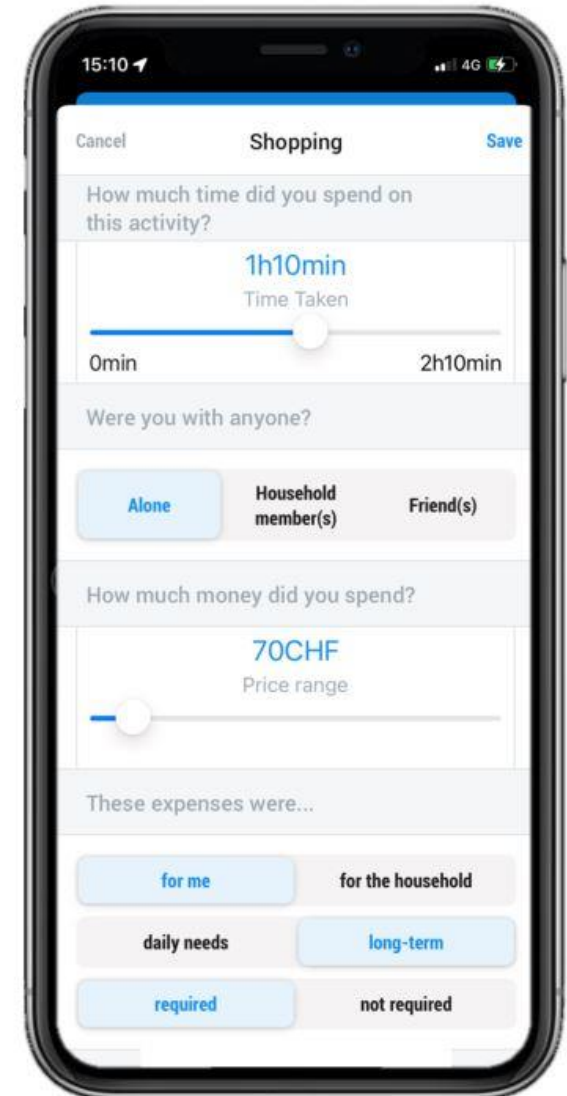 15:10 4G
Cancel Shopping Save
How much time did you spend on
this activity?
1h10min
Time Taken
0min 2h10min
Were you with anyone?
Alone Household member(s) Friend(s)
How much money did you spend?
70CHF
Price range
These expenses were...
for me for the household
daily needs long-term
required not required